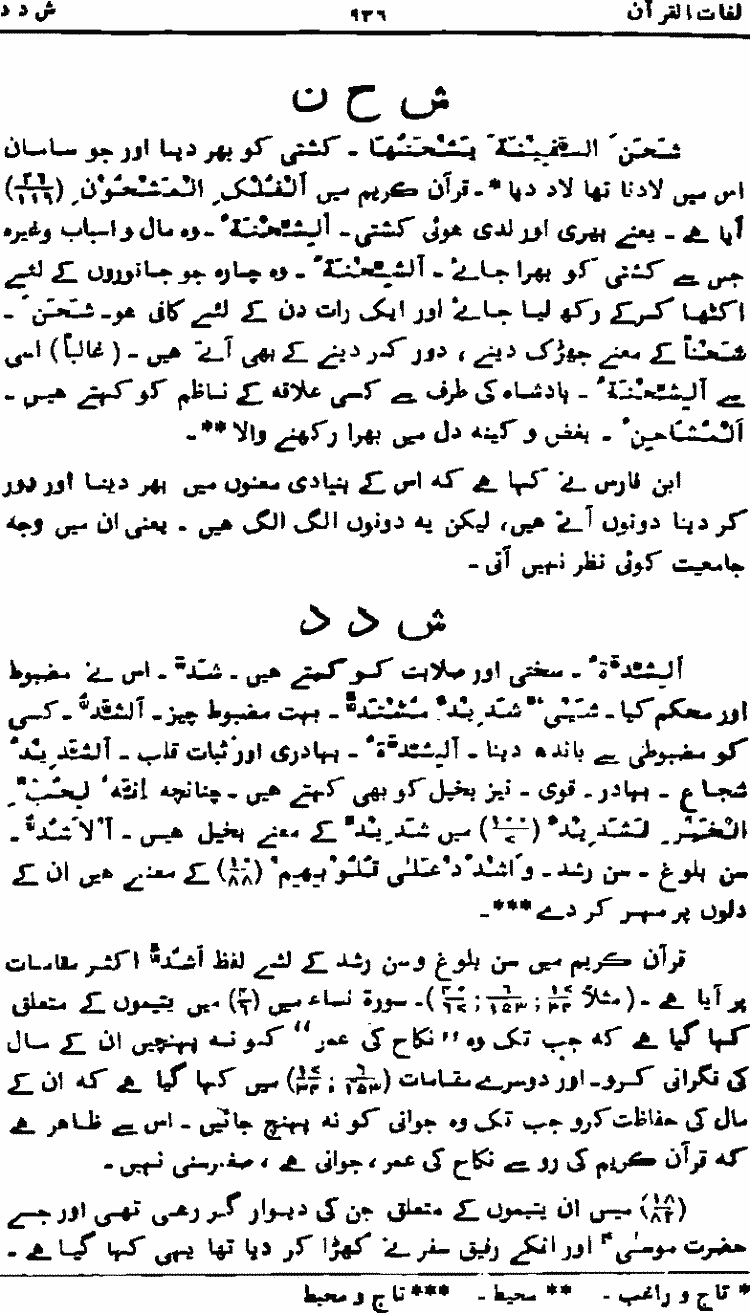 لغات القرآن ۹۳۶ ش د د
ش ح ن
شَحَنَ السَّفِيْنَةَ يَشْحَنُهَا ـ کشتی کو بھر دینا اور جو سامان
اس میں لادنا تھا لاد دیا * ـ قرآن کریم میں اَلْفُلْکِ الْمَشْحُوْنِ (۲۶/۱۱۹)
آیا ہے ـ یعنے بھری اور لدی ہوئی کشتی ـ اَلشِّحْنَةُ ـ وہ مال و اسباب وغیرہ
جس سے کشتی کو بھرا جائے ـ اَلشِّحْنَةُ ـ وہ چارہ جو جانوروں کے لئے
اکٹھا کرکے رکھ لیا جائے اور ایک رات دن کے لئے کافی ہو ـ شَحَنَ ـ
شَحْناً کے معنے جھڑک دینے ، دور کر دینے کے بھی آتے ہیں ـ (غالباً) اسی
سے اَلشِّحْنَةُ ـ بادشاہ کی طرف سے کسی علاقہ کے ناظم کو کہتے ہیں ـ
اَلْمُشَاحِنُ ـ بغض و کینہ دل میں بھرا رکھنے والا ** ـ
ابن فارس نے کہا ہے کہ اس کے بنیادی معنوں میں بھر دینا اور دور
کر دینا دونوں آتے ہیں، لیکن یہ دونوں الگ الگ ہیں ـ یعنی ان میں وجہ
جامعیت کوئی نظر نہیں آتی ـ
ش د د
اَلشِّدَّةُ ـ سختی اور صلابت کو کہتے ہیں ـ شَدَّهٗ ـ اس نے مضبوط
اور محکم کیا ـ شَیْئٌ شَدِیْدٌ مُشْتَدٌّ ـ بہت مضبوط چیز ـ اَلشَّدُّ ـ کسی
کو مضبوطی سے باندھ دینا ـ اَلشِّدَّةُ ـ بہادری اور ثبات قلب ـ اَلشَّدِیْدُ
شجاع ـ بہادر ـ قوی ـ نیز بخیل کو بھی کہتے ہیں ـ چنانچہ اِنَّهٗ لِحُبِّ
الْخَیْرِ لَشَدِیْدٌ (۱۰۰/۸) میں شَدِیْدٌ کے معنے بخیل ہیں ـ اَلْاَشُدُّ ـ
سن بلوغ ـ سن رشد ـ وَاشْدُدْ عَلٰی قُلُوْبِهِمْ (۱۰/۸۸) کے معنے ہیں ان کے
دلوں پر مہر کر دے *** ـ
قرآن کریم میں سن بلوغ و سن رشد کے لئے لفظ اَشُدٌّ اکثر مقامات
پر آیا ہے ـ (مثلاً ۱۷/۳۴ ; ۶/۱۵۳ ; ۴۰/۶۷) ـ سورۃ نساء میں (۴/۶) میں یتیموں کے متعلق
کہا گیا ہے کہ جب تک وہ ”نکاح کی عمر“ کو نہ پہنچیں ان کے مال
کی نگرانی کرو ـ اور دوسرے مقامات (۶/۱۵۳ ; ۱۷/۳۴) میں کہا گیا ہے کہ ان کے
مال کی حفاظت کرو جب تک وہ جوانی کو نہ پہنچ جائیں ـ اس سے ظاہر ہے
کہ قرآن کریم کی رو سے نکاح کی عمر ، جوانی ہے ، صغر سنی نہیں ـ
(۱۸/۸۲) میں ان یتیموں کے متعلق جن کی دیوار گر رہی تھی اور جسے
حضرت موسیٰؑ اور انکے رفیق سفر نے کھڑا کر دیا تھا یہی کہا گیا ہے ـ
* تاج و راغب ـ ** محیط ـ *** تاج و محیط